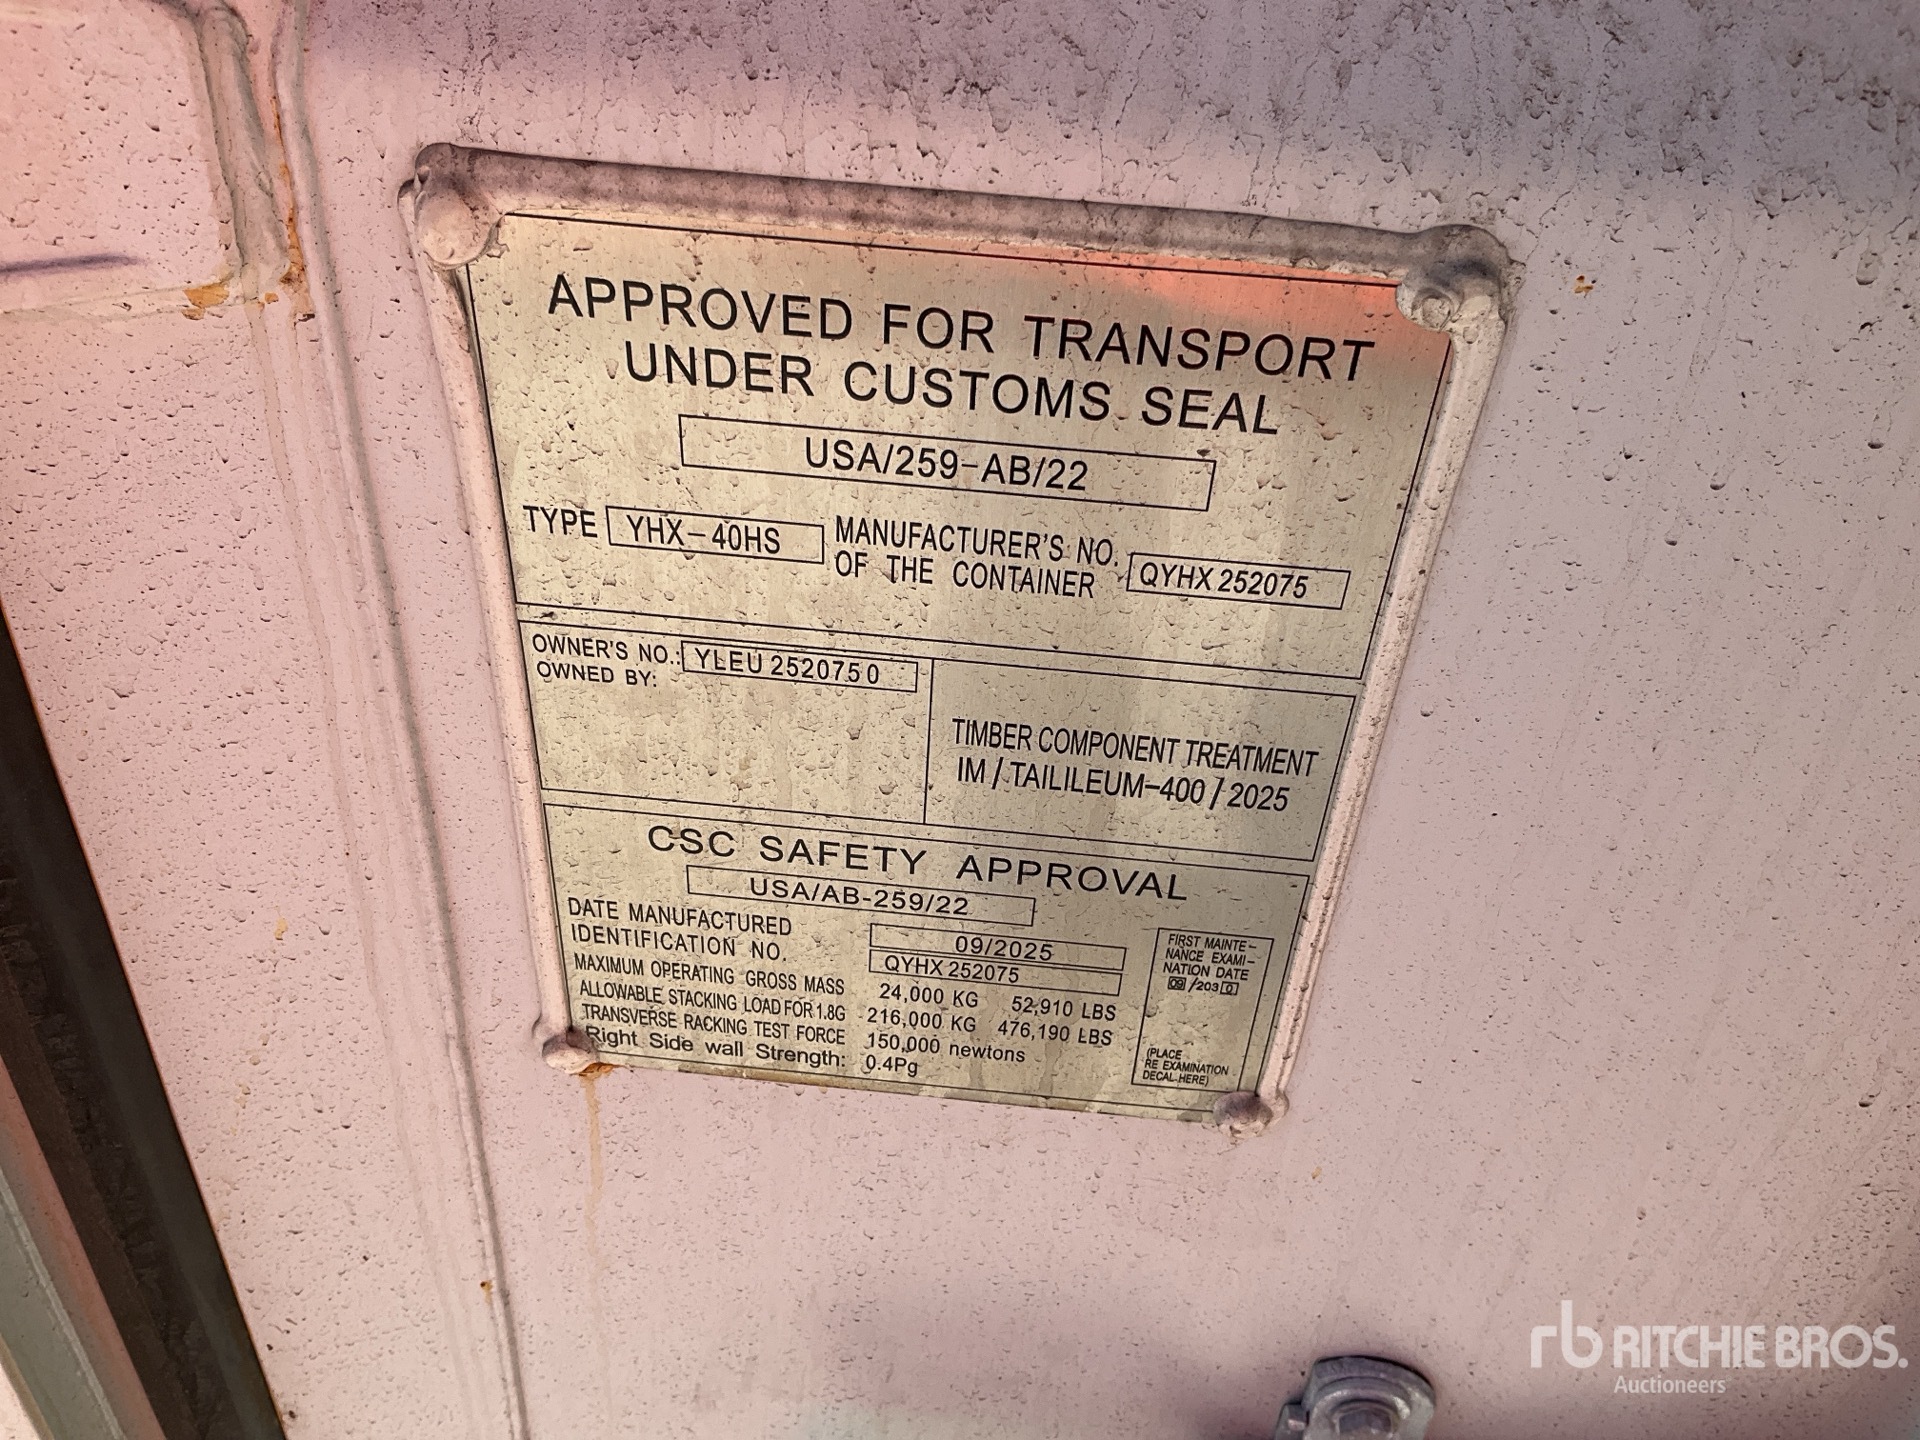 APPROVED FOR TRANSPORT
UNDER CUSTOMS SEAL
USA/259-AB/22
TYPE YHX-40HS MANUFACTURER'S NO.
OF THE CONTAINER QYHX 252075
OWNER'S NO.: YLEU 252075 0
OWNED BY:
TIMBER COMPONENT TREATMENT
IM / TAILILEUM-400 / 2025
CSC SAFETY APPROVAL
USA/AB-259/22
DATE MANUFACTURED 09/2025
IDENTIFICATION NO. QYHX 252075
MAXIMUM OPERATING GROSS MASS 24,000 KG 52,910 LBS
ALLOWABLE STACKING LOAD FOR 1.8G 216,000 KG 476,190 LBS
TRANSVERSE RACKING TEST FORCE 150,000 newtons
Right Side wall Strength: 0.4Pg
FIRST MAINTE-
NANCE EXAMI-
NATION DATE
09/2030
(PLACE
RE EXAMINATION
DECAL HERE)
rb RITCHIE BROS.
Auctioneers